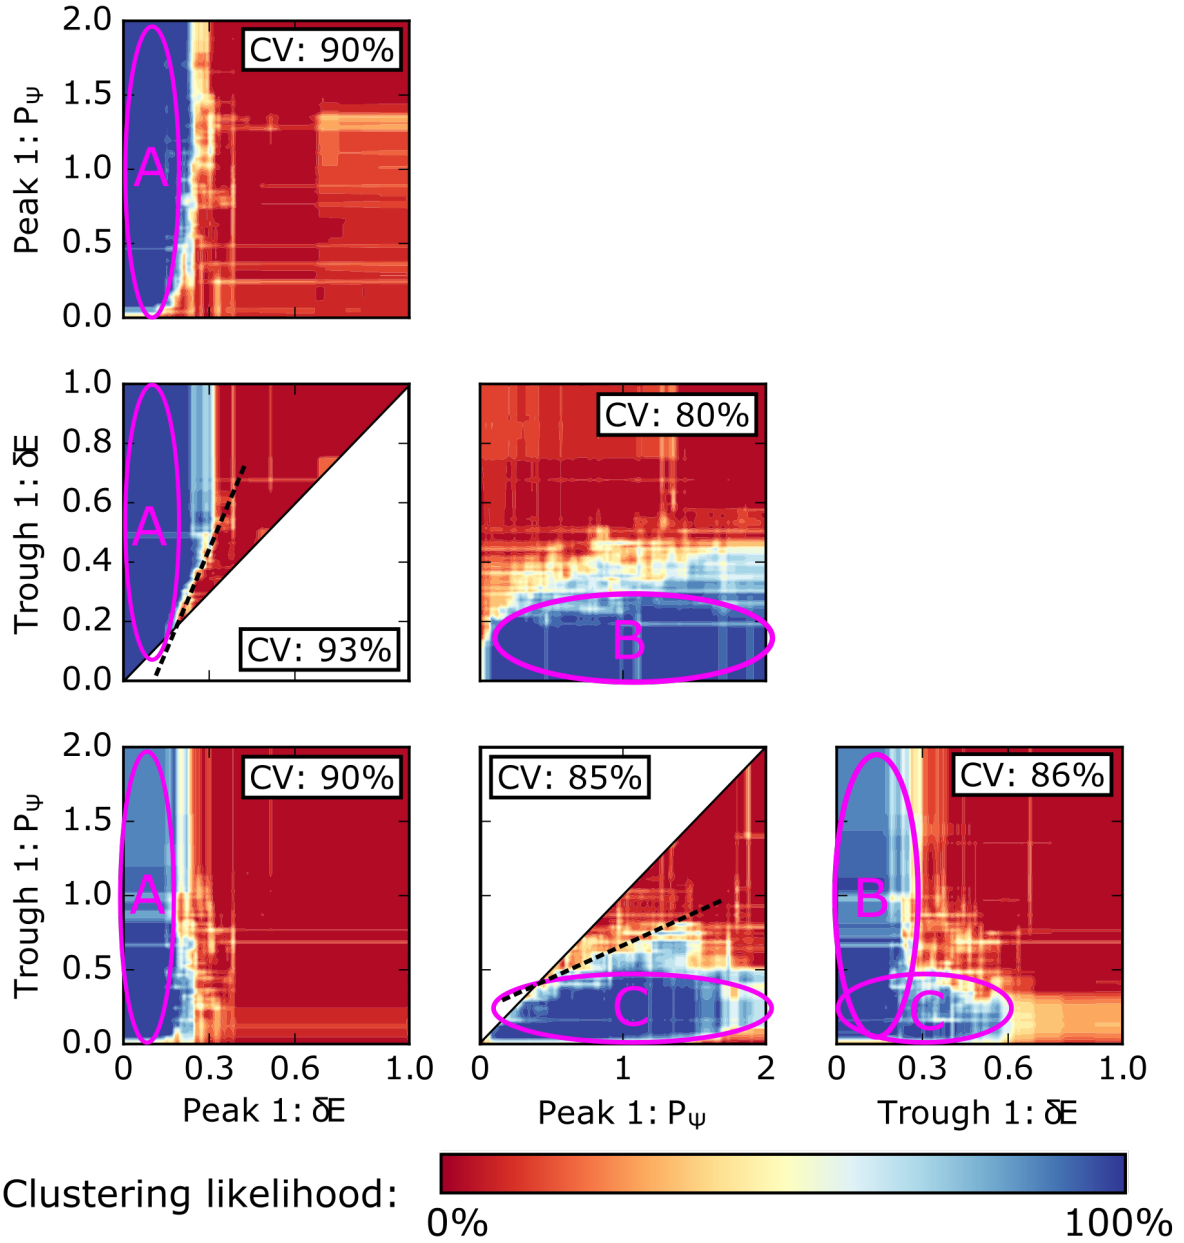 2.0
1.5
1.0
0.5
0.0
Peak 1: Pψ
CV: 90%
A
1.0
0.8
0.6
0.4
0.2
0.0
Trough 1: δE
A
CV: 93%
CV: 80%
B
2.0
1.5
1.0
0.5
0.0
Trough 1: Pψ
CV: 90%
A
0 0.3 0.6 1.0
Peak 1: δE
CV: 85%
C
0 1 2
Peak 1: Pψ
CV: 86%
B
C
0 0.3 0.6 1.0
Trough 1: δE
Clustering likelihood:
0% 100%